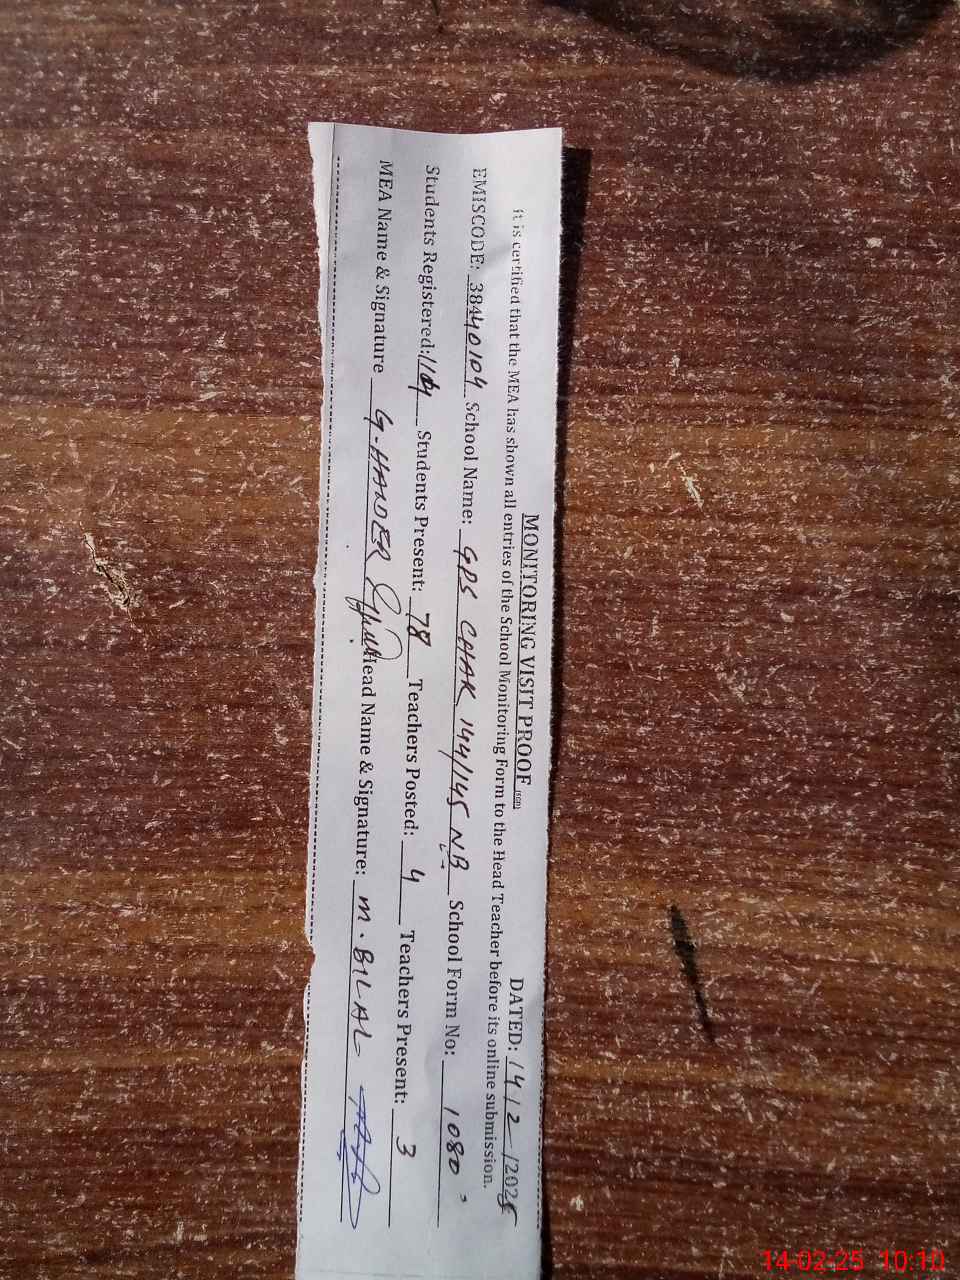 MONITORING VISIT PROOF DATED: 14/2/2025
It is certified that the MEA has shown all entries of the School Monitoring Form to the Head Teacher before its online submission.
EMISCODE: 38440104 School Name: GPS CHAK 144/145 NB School Form No: 1080
Students Registered: Students Present: 78 Teachers Posted: 4 Teachers Present: 3
MEA Name & Signature G. HAIDER Head Name & Signature: M. BILAL
14-02-25 10:10